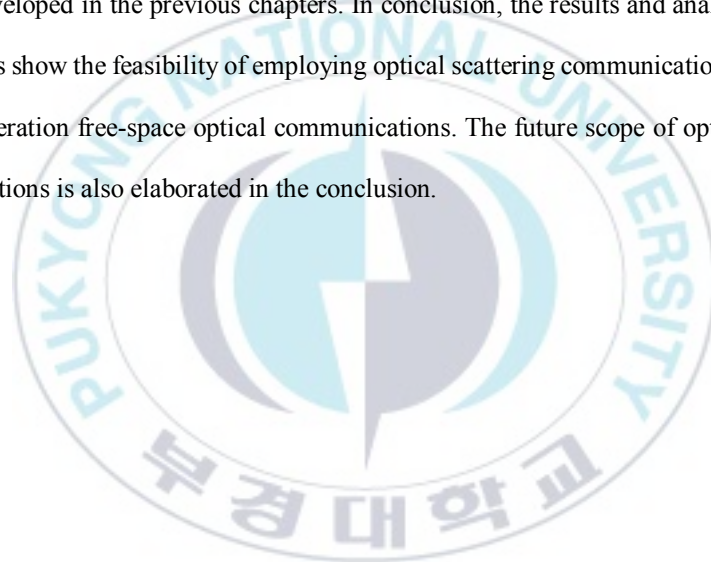 veloped in the previous chapters. In conclusion, the results and anal
s show the feasibility of employing optical scattering communicatio
eration free-space optical communications. The future scope of op
tions is also elaborated in the conclusion.
PUKYONG NATIONAL UNIVERSITY
부경대학교